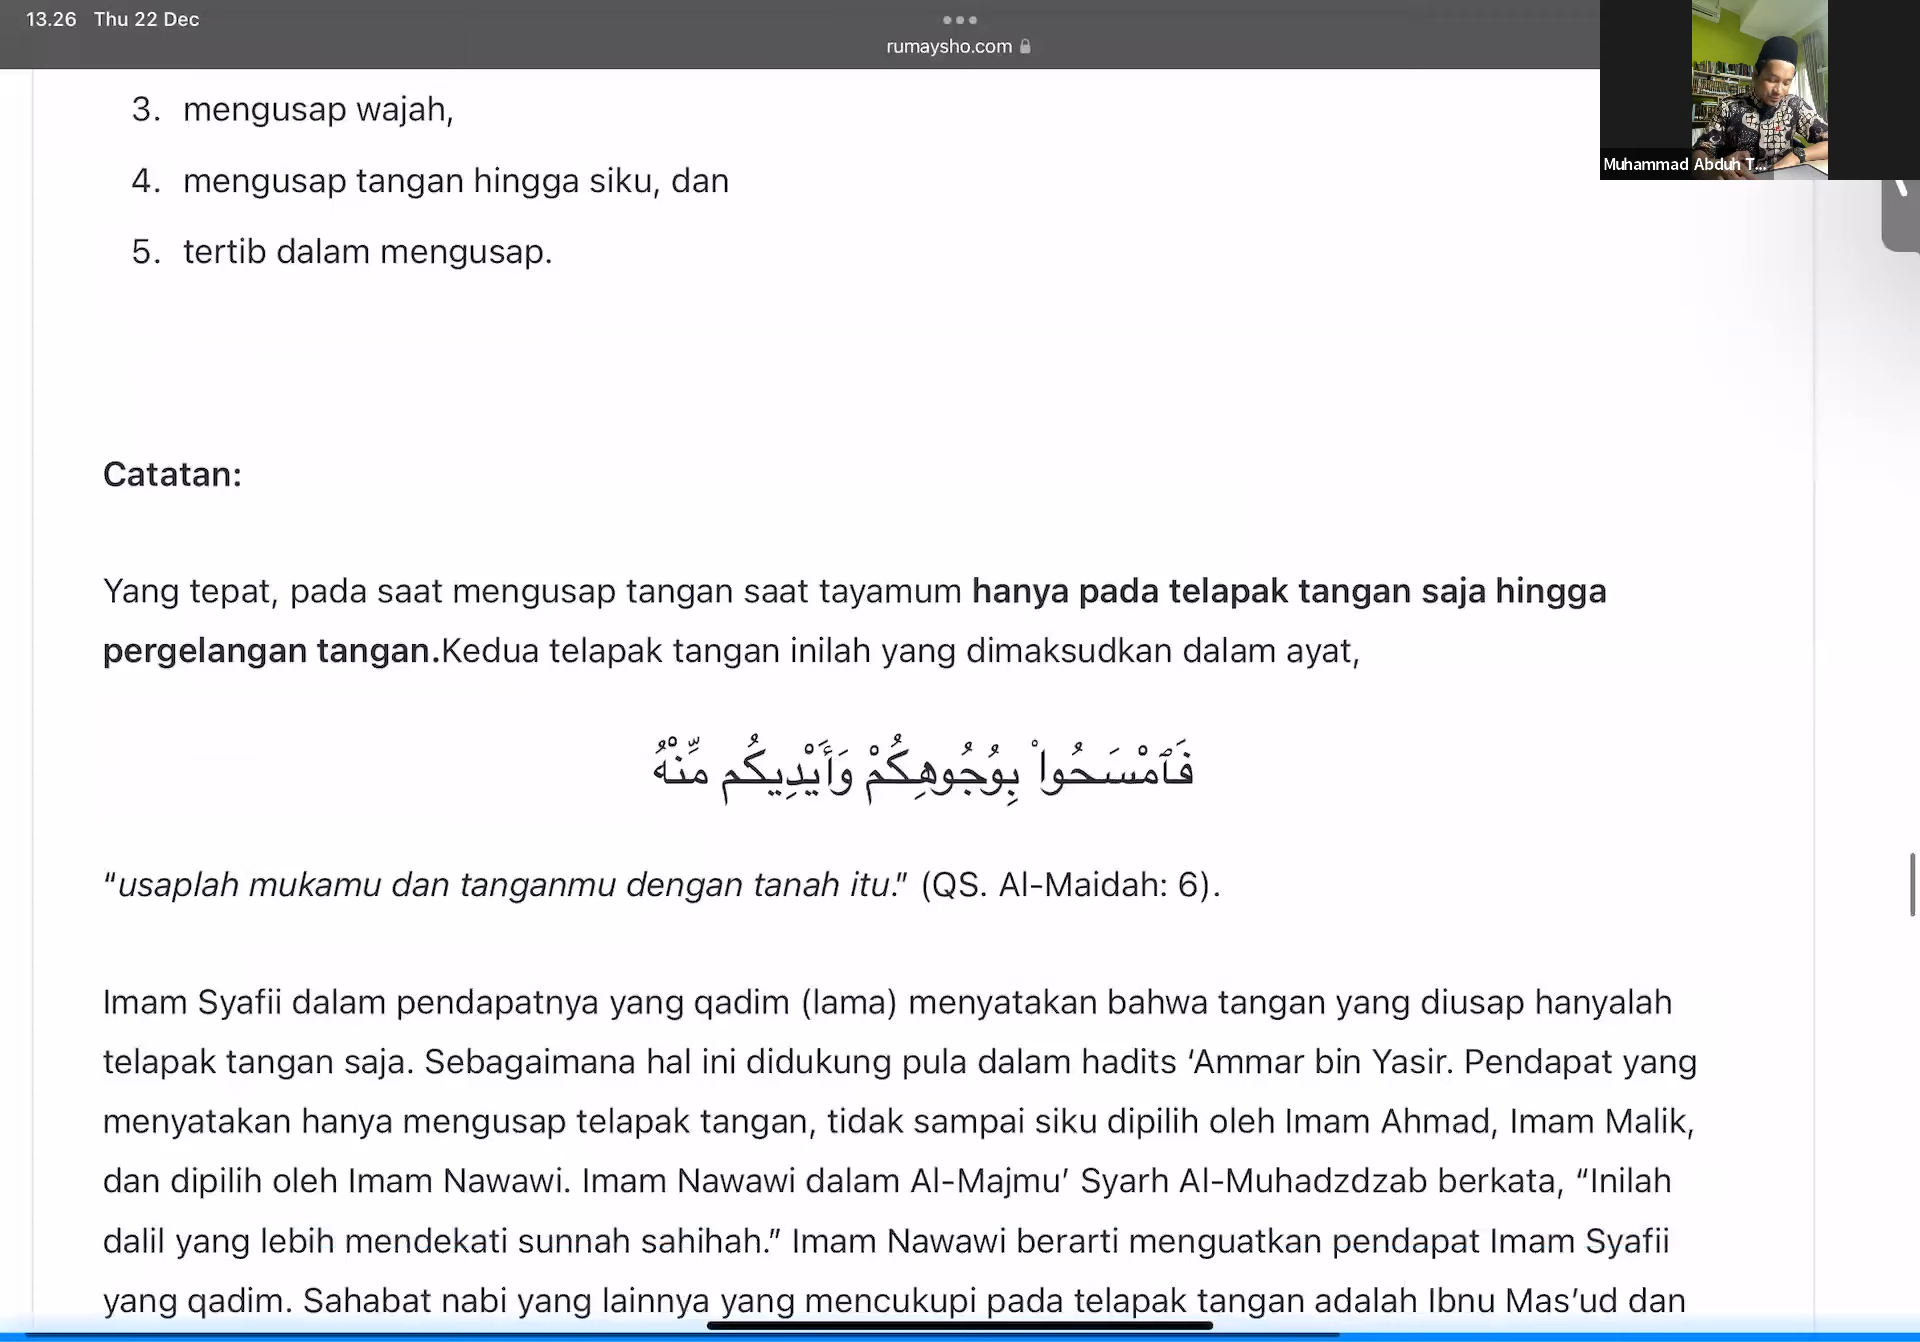 13.26 Thu 22 Dec
rumaysho.com
Muhammad Abduh T...
3. mengusap wajah,
4. mengusap tangan hingga siku, dan
5. tertib dalam mengusap.
Catatan:
Yang tepat, pada saat mengusap tangan saat tayamum hanya pada telapak tangan saja hingga
pergelangan tangan.Kedua telapak tangan inilah yang dimaksudkan dalam ayat,
فَٱمْسَحُوا۟ بِوُجُوهِكُمْ وَأَيْدِيكُم مِّنْهُ
“usaplah mukamu dan tanganmu dengan tanah itu.” (QS. Al-Maidah: 6).
Imam Syafii dalam pendapatnya yang qadim (lama) menyatakan bahwa tangan yang diusap hanyalah
telapak tangan saja. Sebagaimana hal ini didukung pula dalam hadits ‘Ammar bin Yasir. Pendapat yang
menyatakan hanya mengusap telapak tangan, tidak sampai siku dipilih oleh Imam Ahmad, Imam Malik,
dan dipilih oleh Imam Nawawi. Imam Nawawi dalam Al-Majmu’ Syarh Al-Muhadzdzab berkata, “Inilah
dalil yang lebih mendekati sunnah sahihah.” Imam Nawawi berarti menguatkan pendapat Imam Syafii
yang qadim. Sahabat nabi yang lainnya yang mencukupi pada telapak tangan adalah Ibnu Mas’ud dan